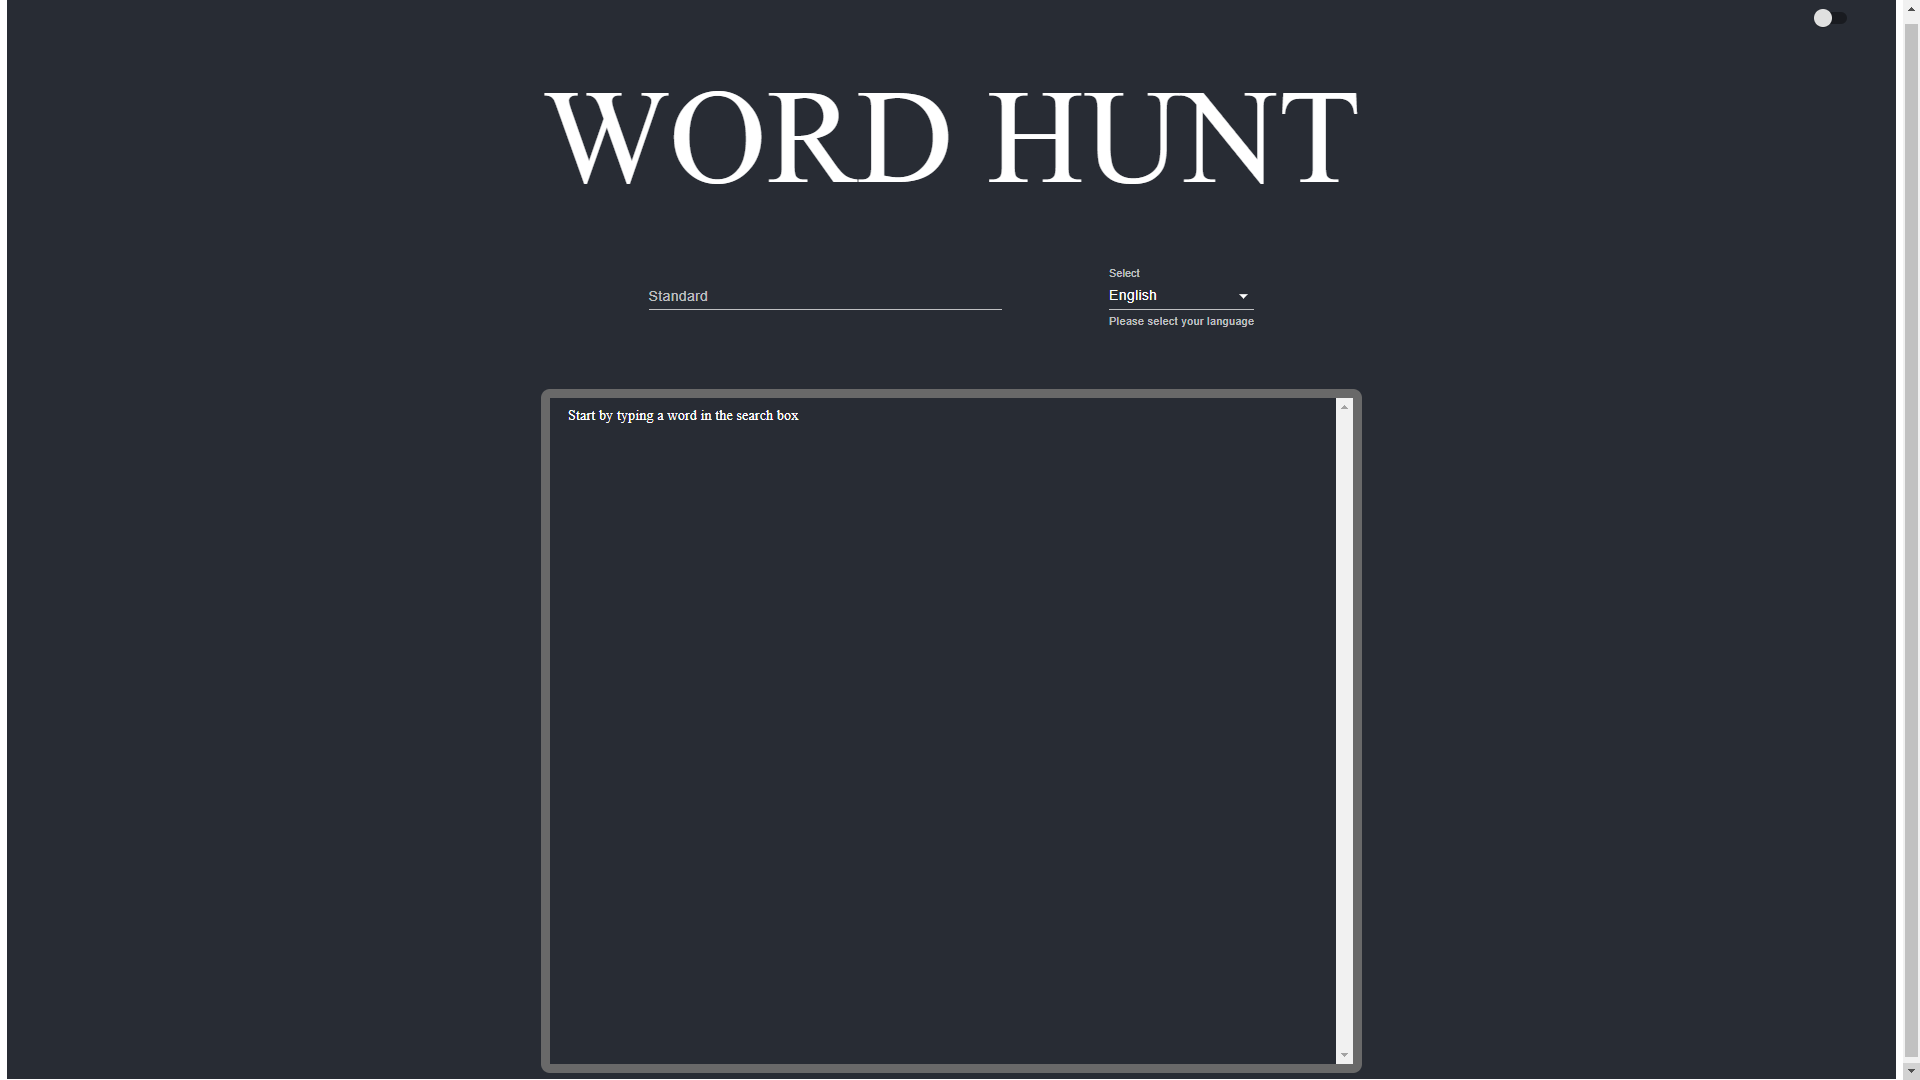 WORD HUNT
Select
Standard
English
Please select your language
Start by typing a word in the search box